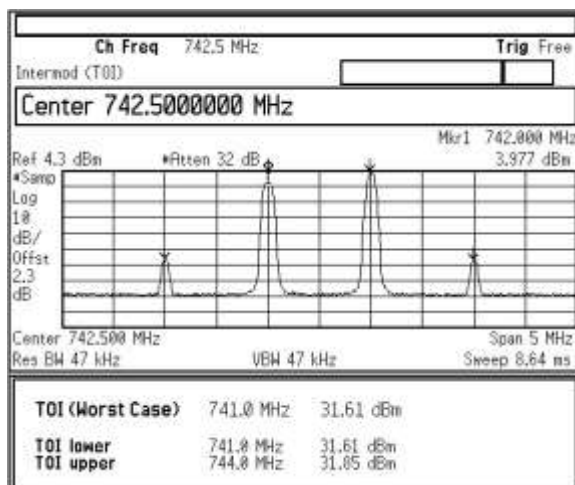 Ch Freq 742.5 MHz Trig Free
Intermod (TOI)
Center 742.5000000 MHz
Mkr1 742.000 MHz
Ref 4.3 dBm #Atten 32 dB 3.977 dBm
#Samp
Log
10
dB/
Offst
2.3
dB
Center 742.500 MHz Span 5 MHz
Res BW 47 kHz VBW 47 kHz Sweep 8.64 ms
TOI (Worst Case) 741.0 MHz 31.61 dBm
TOI lower 741.0 MHz 31.61 dBm
TOI upper 744.0 MHz 31.85 dBm